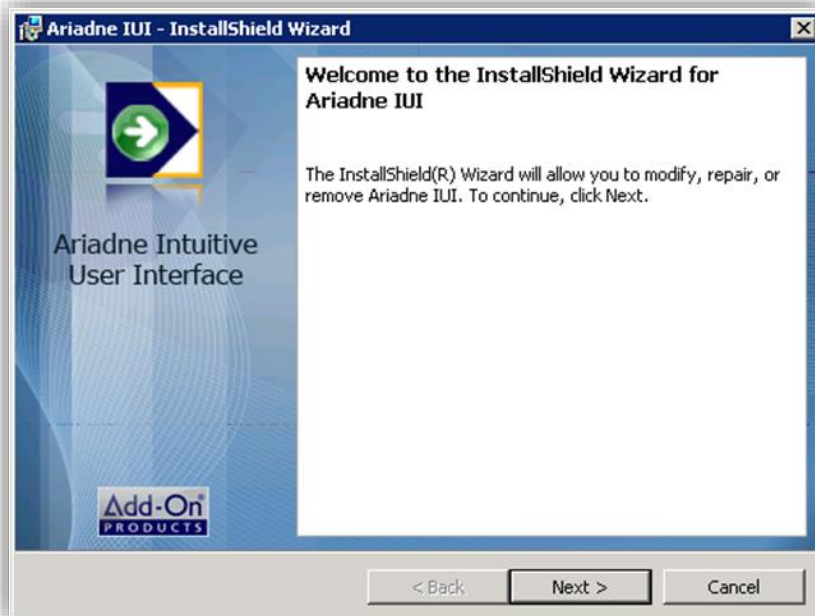 Ariadne IUI - InstallShield Wizard
Welcome to the InstallShield Wizard for
Ariadne IUI
The InstallShield(R) Wizard will allow you to modify, repair, or
remove Ariadne IUI. To continue, click Next.
Ariadne Intuitive
User Interface
Add-On®
PRODUCTS
< Back
Next >
Cancel